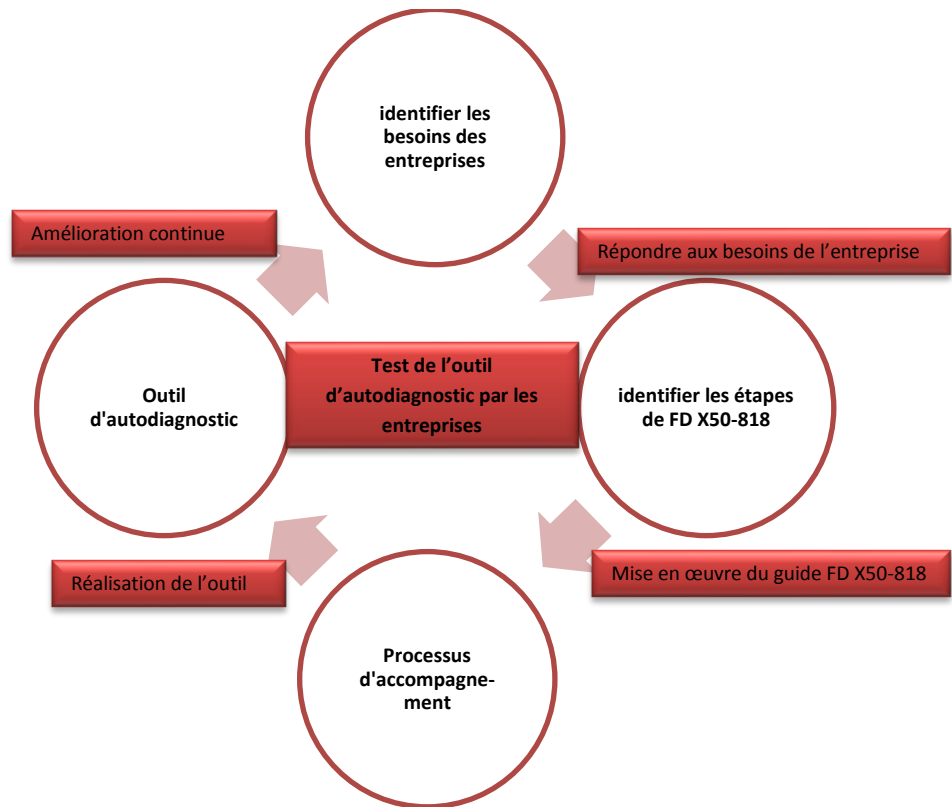 identifier les
besoins des
entreprises
Amélioration continue
Répondre aux besoins de l’entreprise
Outil
d'autodiagnostic
Test de l’outil
d’autodiagnostic par les
entreprises
identifier les étapes
de FD X50-818
Réalisation de l’outil
Mise en œuvre du guide FD X50-818
Processus
d'accompagne-
ment